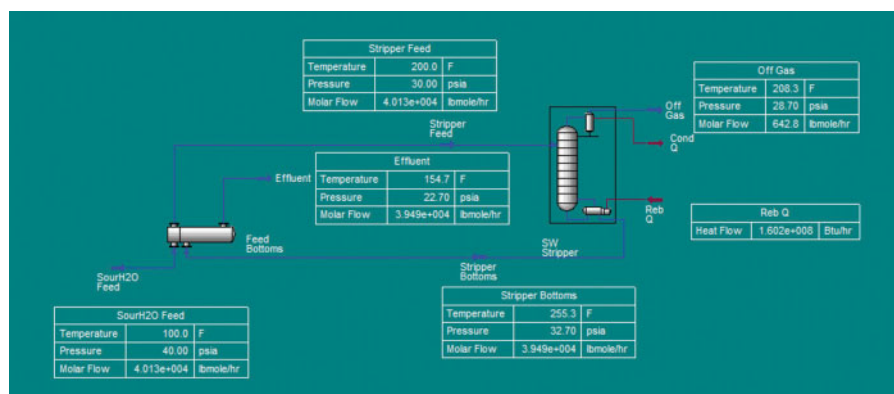 Stripper Feed
Temperature 200.0 F
Pressure 30.00 psia
Molar Flow 4.013e+004 lbmole/hr
Off Gas
Temperature 208.3 F
Pressure 28.70 psia
Molar Flow 642.8 lbmole/hr
Off
Gas
Stripper
Feed
Cond
Q
Effluent
Temperature 154.7 F
Pressure 22.70 psia
Molar Flow 3.949e+004 lbmole/hr
Effluent
Reb
Q
Reb Q
Heat Flow 1.602e+008 Btu/hr
Feed
Bottoms
SW
Stripper
Stripper
Bottoms
SourH2O
Feed
Stripper Bottoms
Temperature 255.3 F
Pressure 32.70 psia
Molar Flow 3.949e+004 lbmole/hr
SourH2O Feed
Temperature 100.0 F
Pressure 40.00 psia
Molar Flow 4.013e+004 lbmole/hr